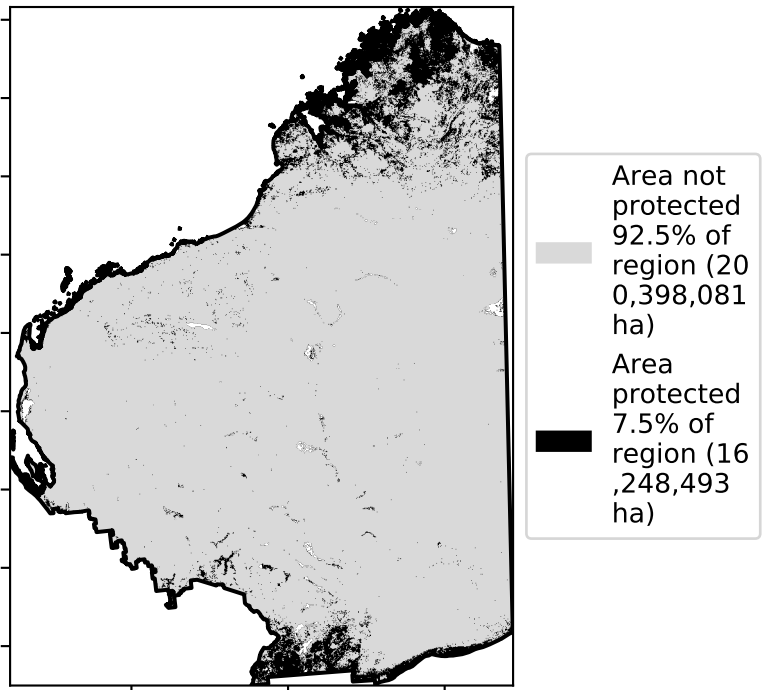 Area not
protected
92.5% of
region (20
0,398,081
ha)
Area
protected
7.5% of
region (16
,248,493
ha)